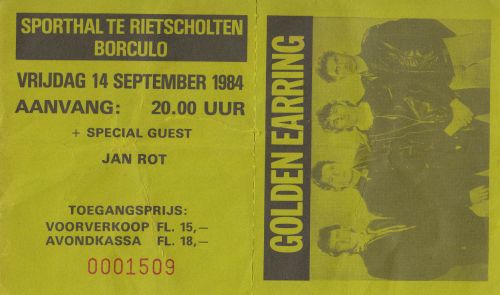 SPORTHAL TE RIETSCHOLTEN
BORCULO
VRIJDAG 14 SEPTEMBER 1984
AANVANG: 20.00 UUR
+ SPECIAL GUEST
JAN ROT
TOEGANGSPRIJS:
VOORVERKOOP FL. 15,—
AVONDKASSA FL. 18,—
0001509
GOLDEN EARRING